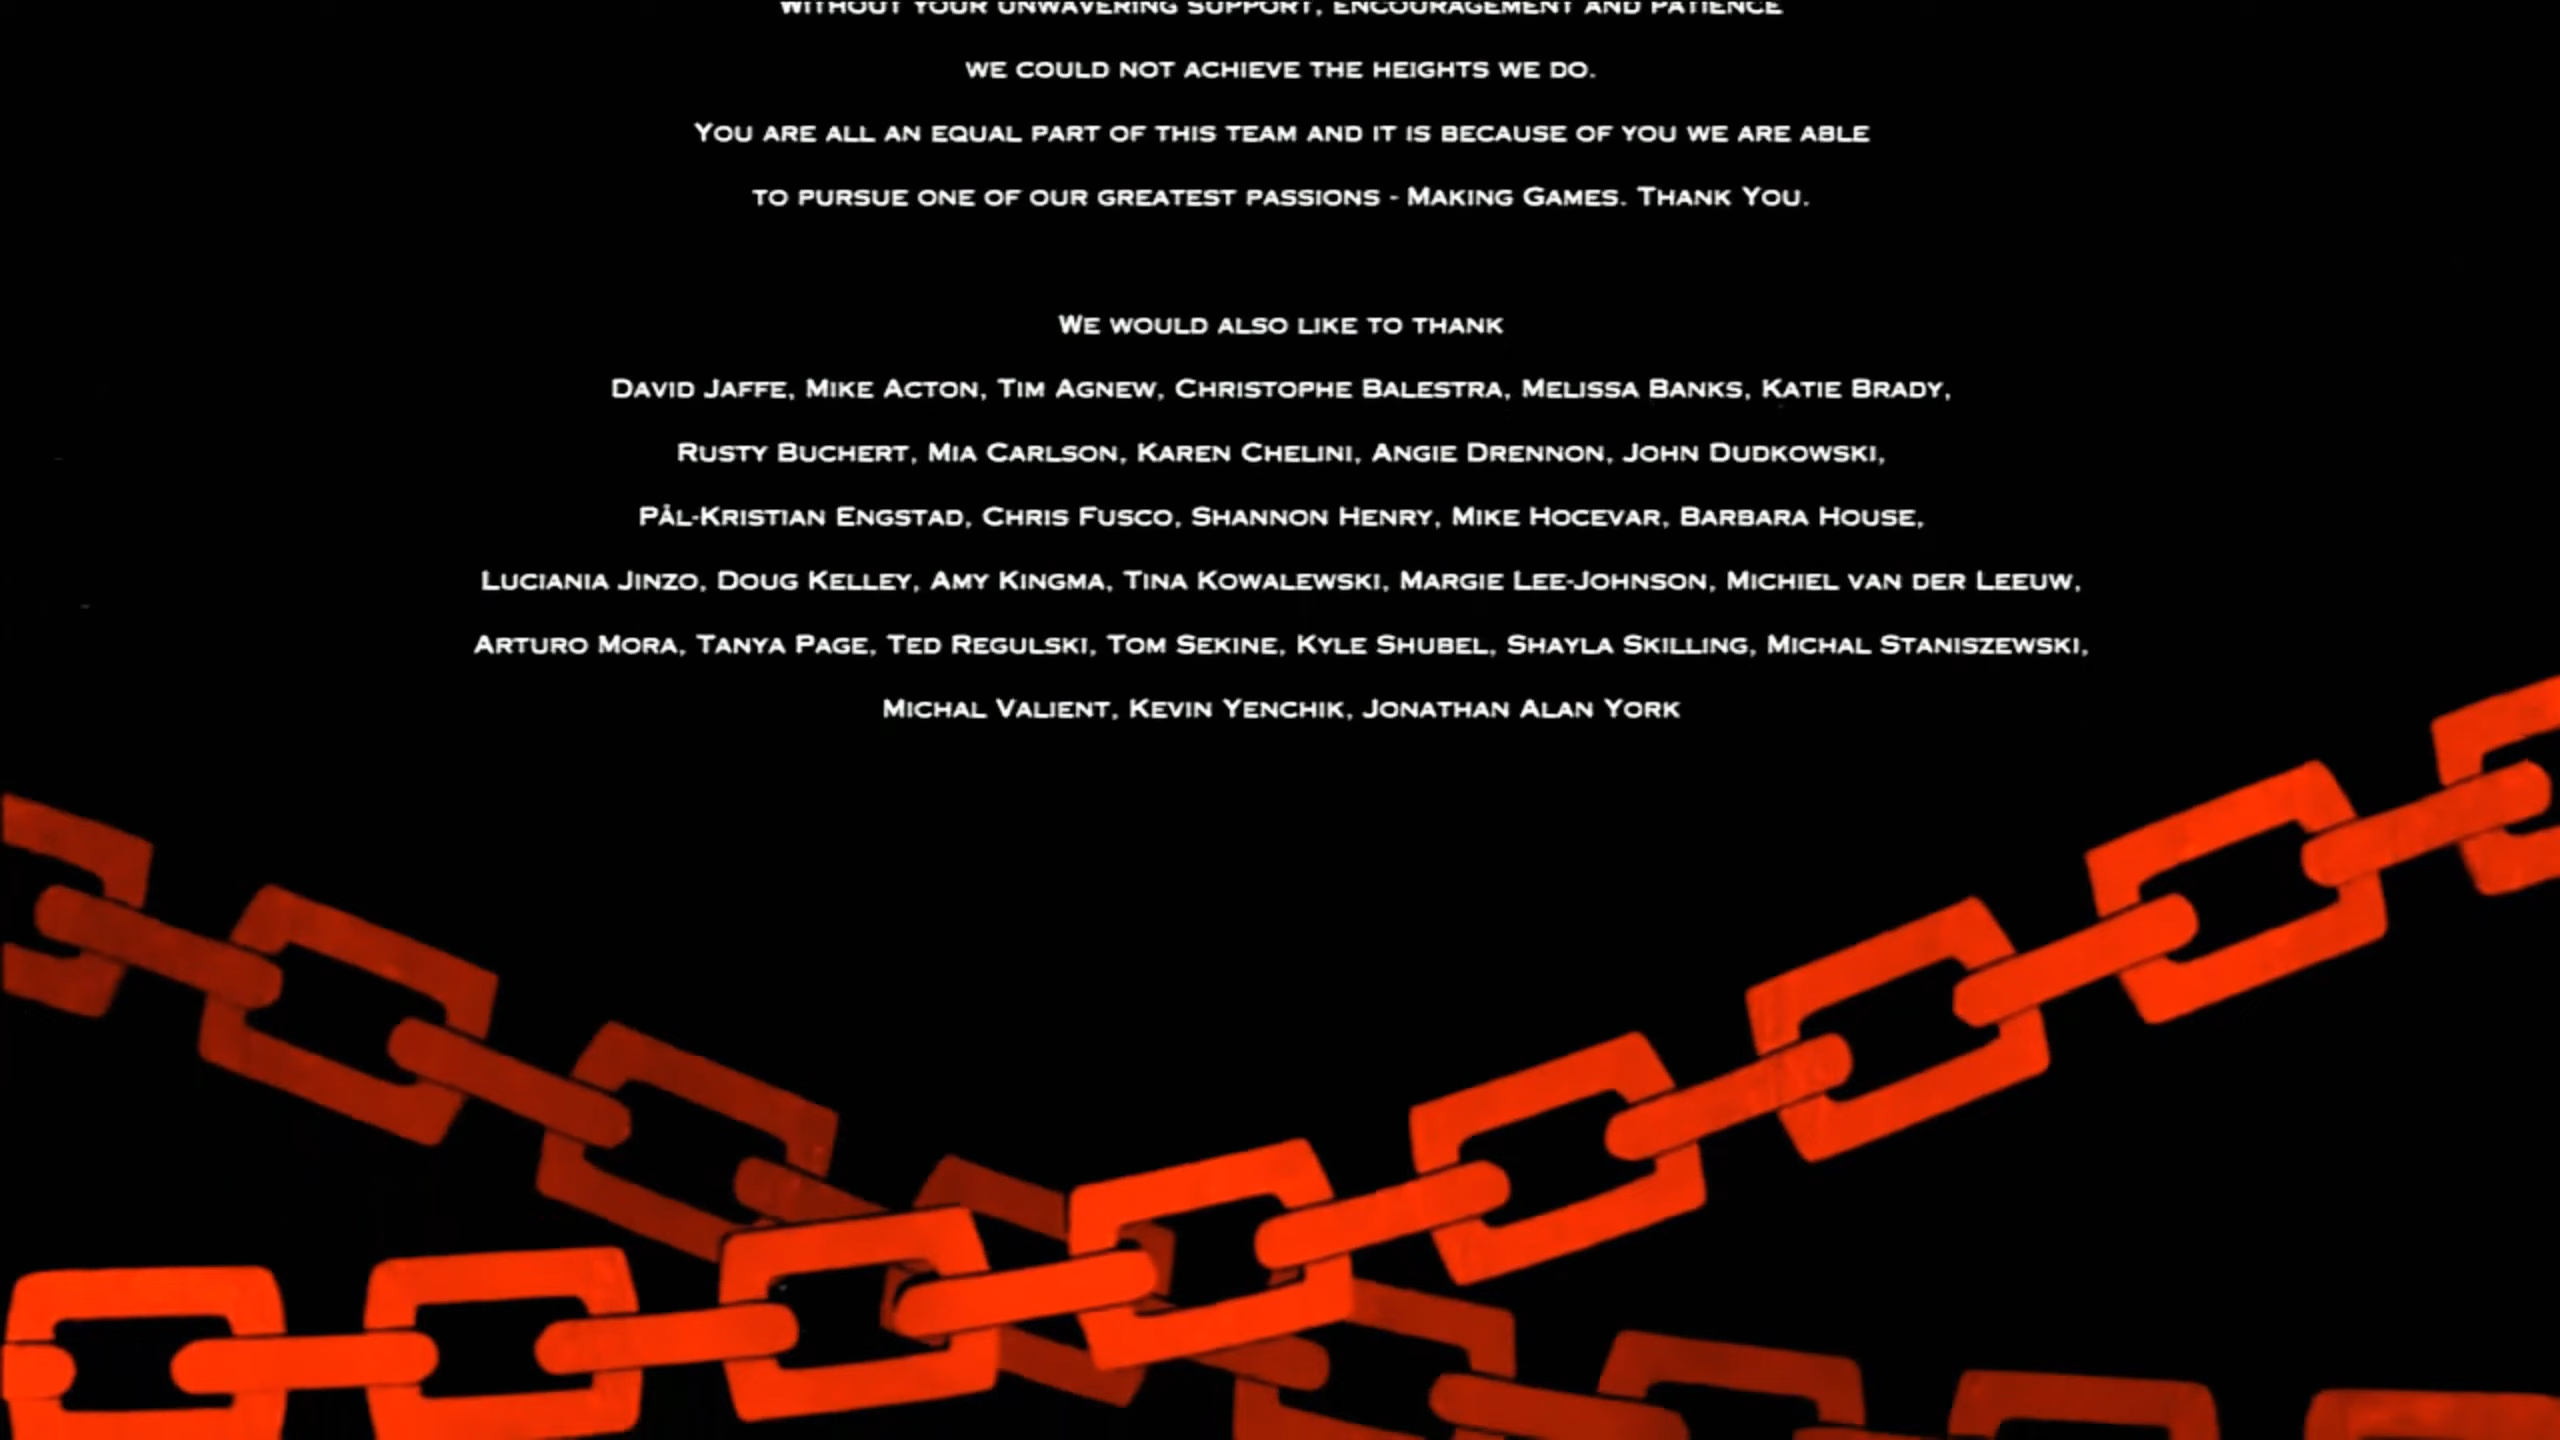 Without your unwavering support, encouragement and patience
we could not achieve the heights we do.
You are all an equal part of this team and it is because of you we are able
to pursue one of our greatest passions - Making Games. Thank You.
We would also like to thank
David Jaffe, Mike Acton, Tim Agnew, Christophe Balestra, Melissa Banks, Katie Brady,
Rusty Buchert, Mia Carlson, Karen Chelini, Angie Drennon, John Dudkowski,
Pål-Kristian Engstad, Chris Fusco, Shannon Henry, Mike Hocevar, Barbara House,
Luciania Jinzo, Doug Kelley, Amy Kingma, Tina Kowalewski, Margie Lee-Johnson, Michiel van der Leeuw,
Arturo Mora, Tanya Page, Ted Regulski, Tom Sekine, Kyle Shubel, Shayla Skilling, Michal Staniszewski,
Michal Valient, Kevin Yenchik, Jonathan Alan York